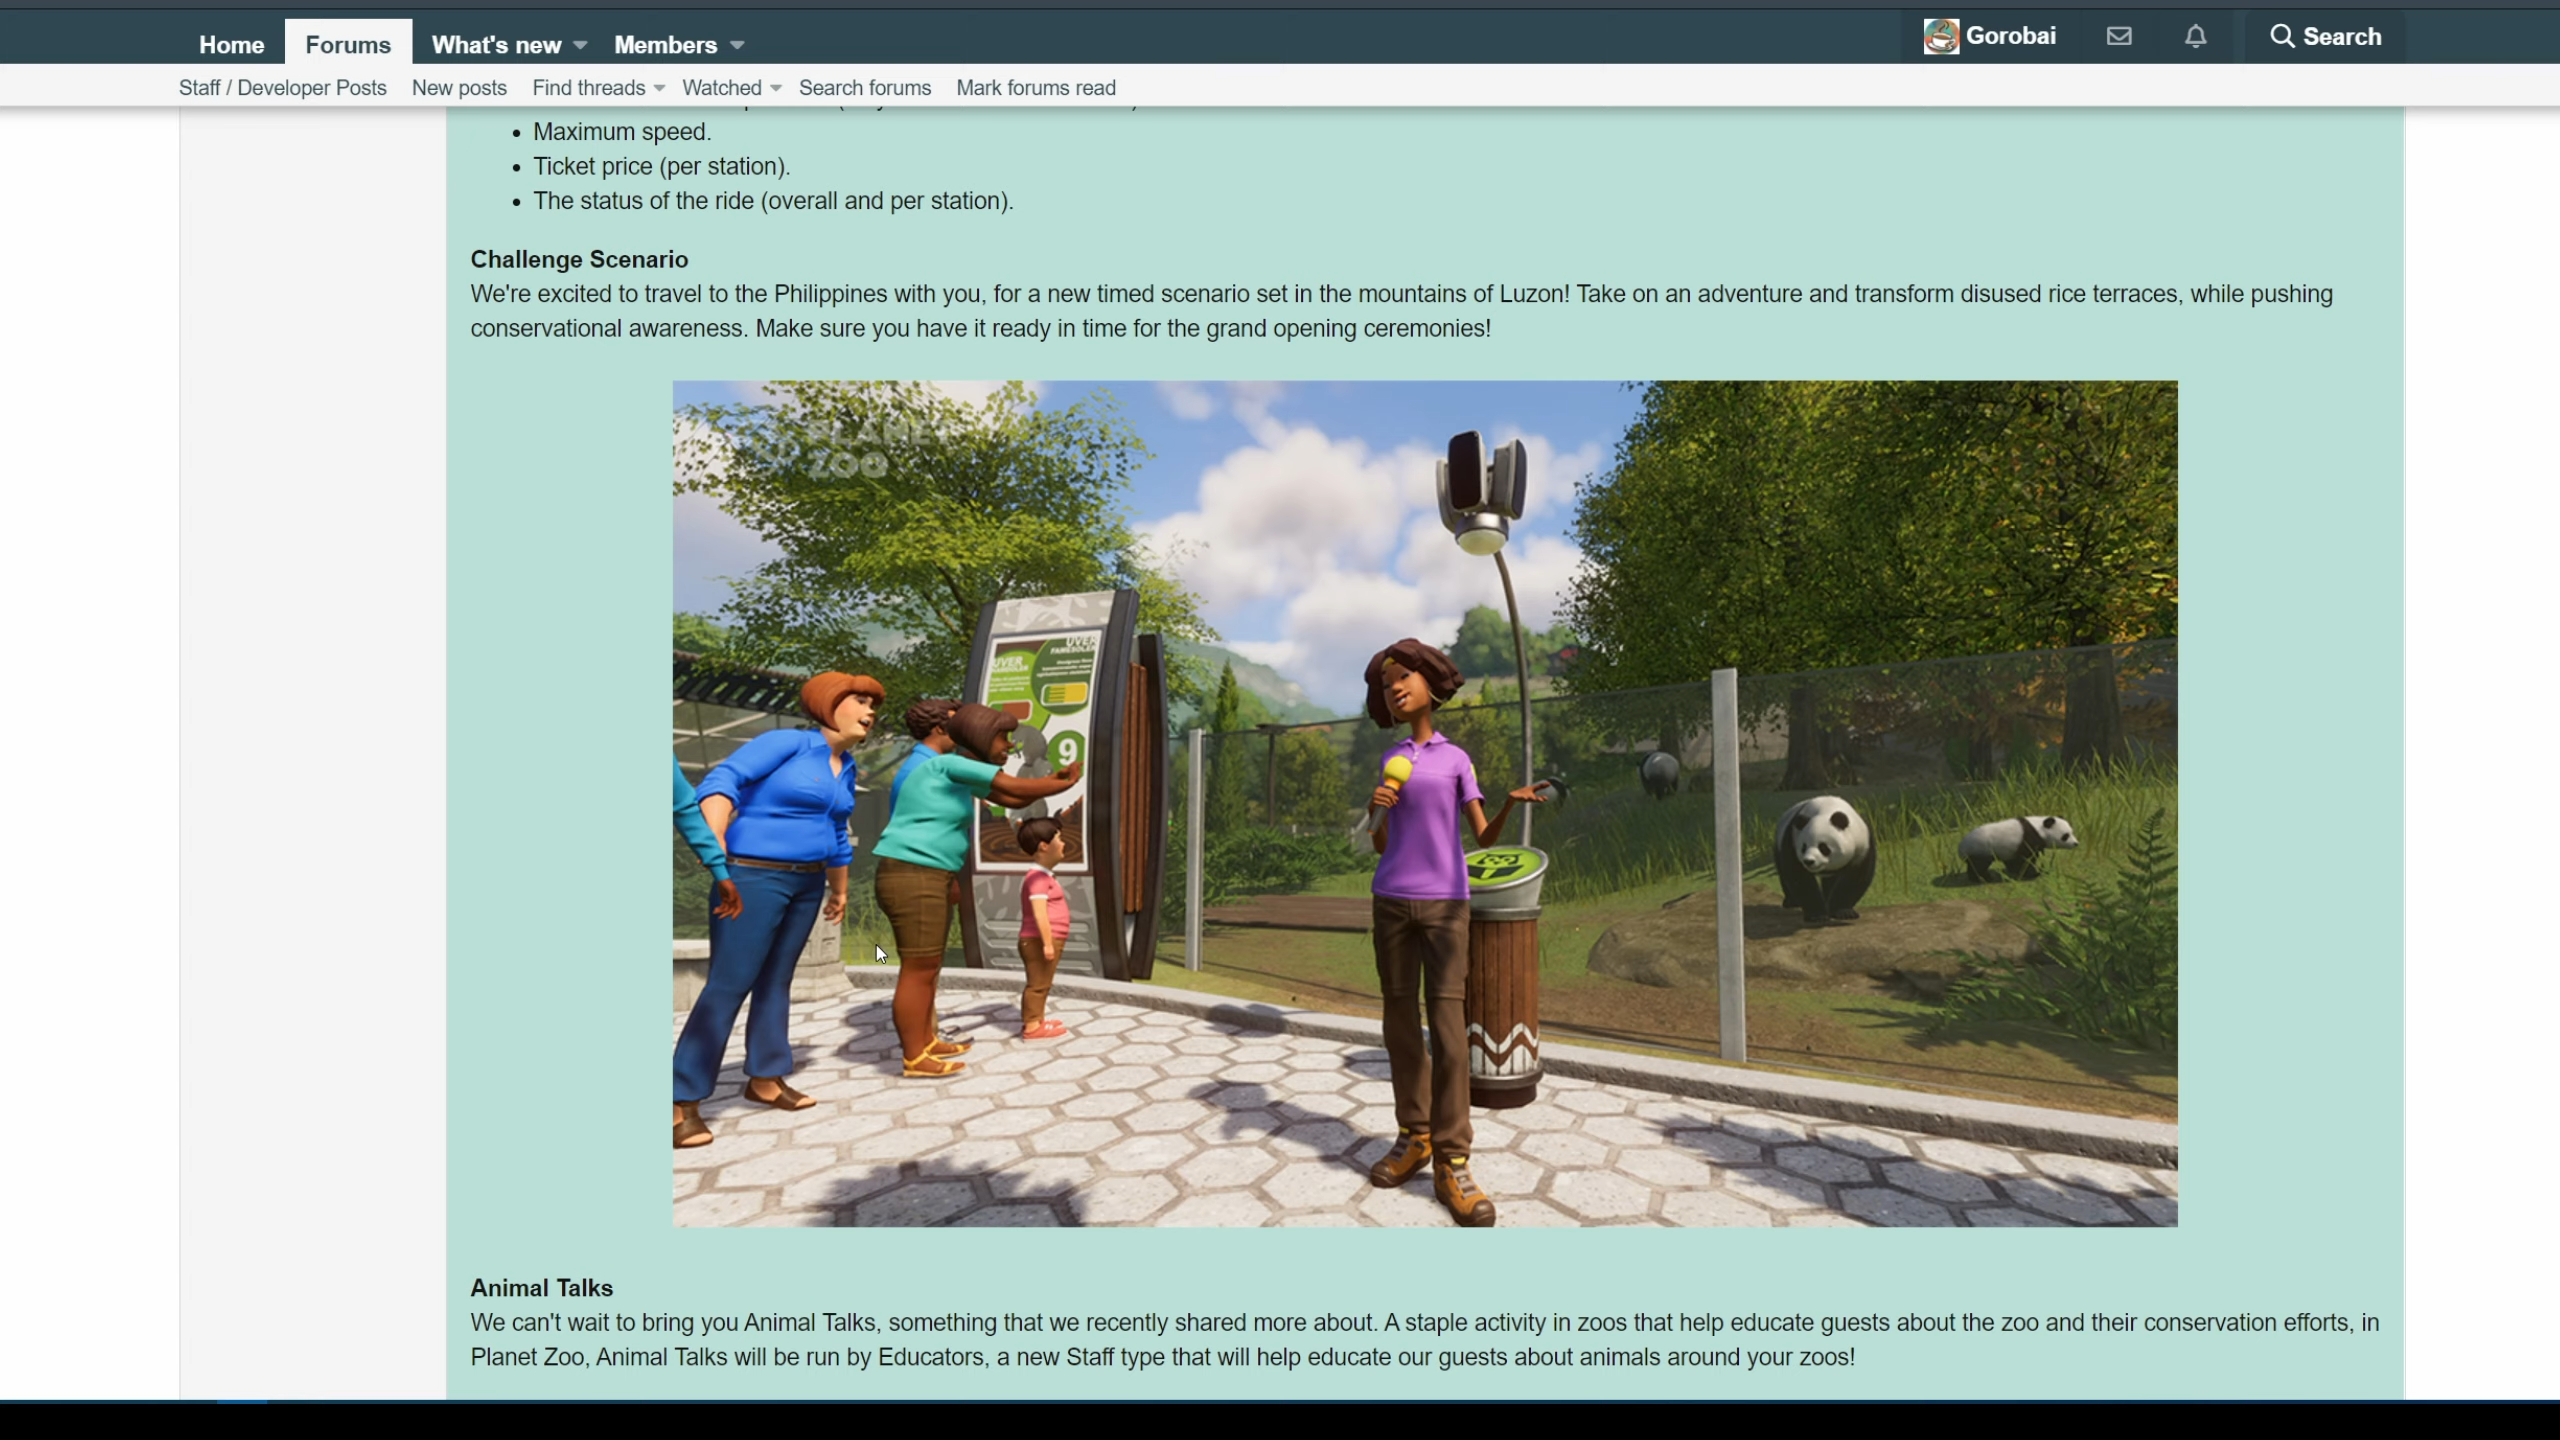 Home Forums What's new Members Gorobai Search
Staff / Developer Posts New posts Find threads Watched Search forums Mark forums read
• Maximum speed.
• Ticket price (per station).
• The status of the ride (overall and per station).
Challenge Scenario
We're excited to travel to the Philippines with you, for a new timed scenario set in the mountains of Luzon! Take on an adventure and transform disused rice terraces, while pushing
conservational awareness. Make sure you have it ready in time for the grand opening ceremonies!
PLANET
ZOO
UVER
FAMESDLER
UVER
9
Animal Talks
We can't wait to bring you Animal Talks, something that we recently shared more about. A staple activity in zoos that help educate guests about the zoo and their conservation efforts, in
Planet Zoo, Animal Talks will be run by Educators, a new Staff type that will help educate our guests about animals around your zoos!